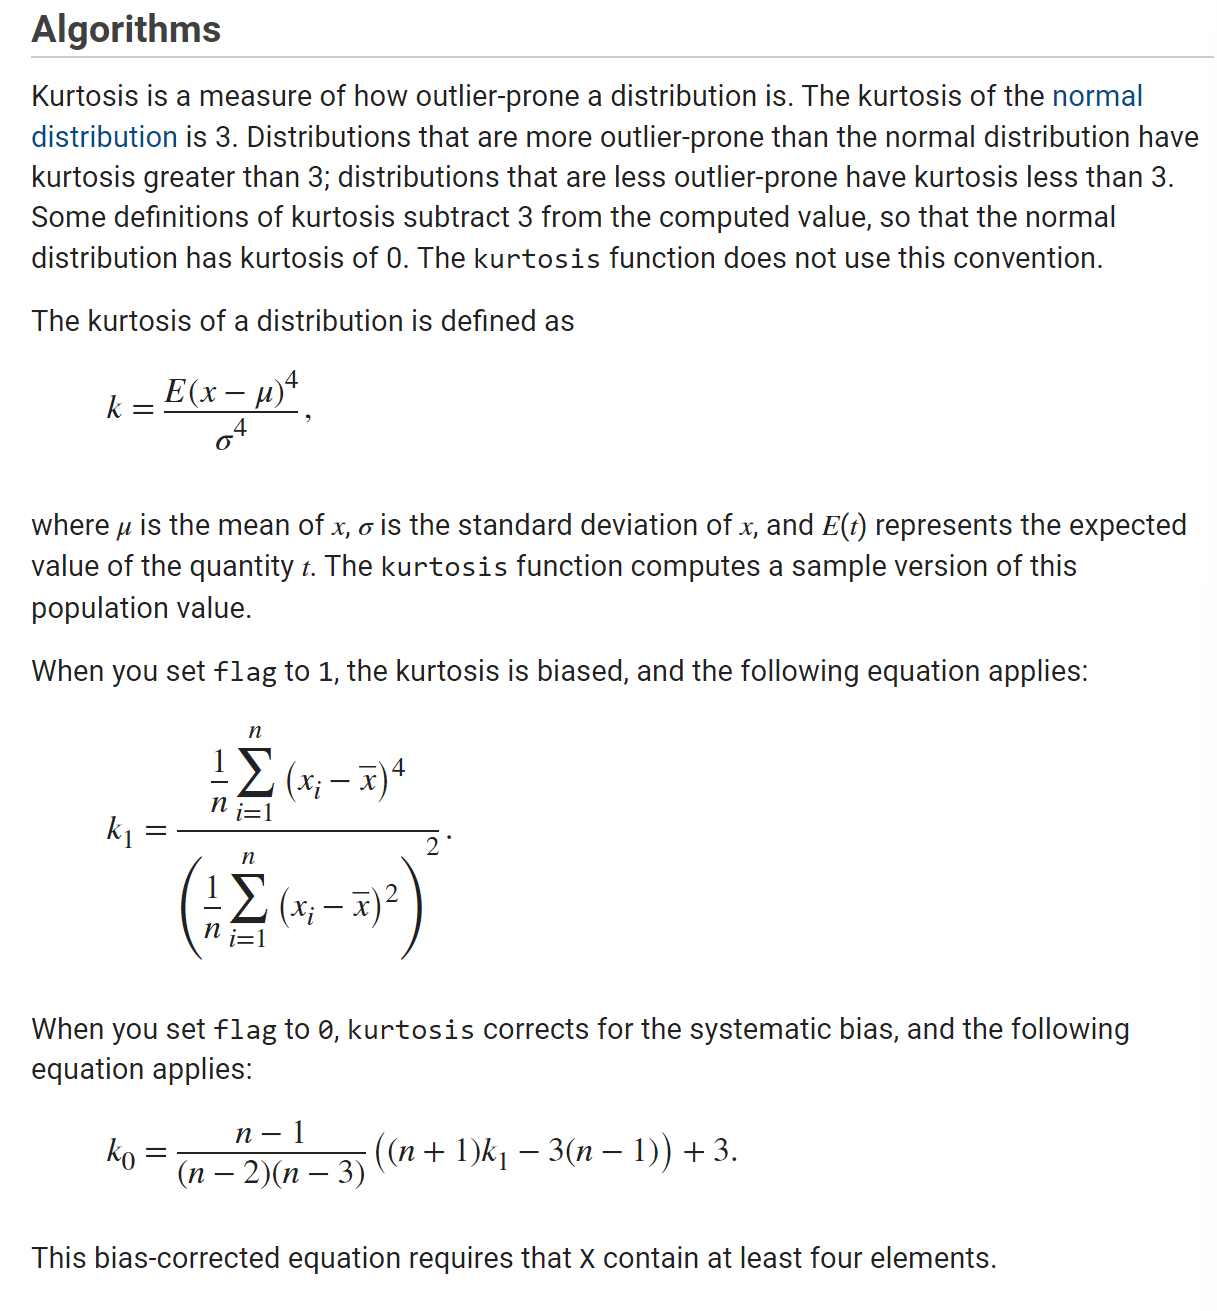 Algorithms
Kurtosis is a measure of how outlier-prone a distribution is. The kurtosis of the normal
distribution is 3. Distributions that are more outlier-prone than the normal distribution have
kurtosis greater than 3; distributions that are less outlier-prone have kurtosis less than 3.
Some definitions of kurtosis subtract 3 from the computed value, so that the normal
distribution has kurtosis of 0. The kurtosis function does not use this convention.
The kurtosis of a distribution is defined as
k = \frac{E(x − μ)^4}{σ^4},
where μ is the mean of x, σ is the standard deviation of x, and E(t) represents the expected
value of the quantity t. The kurtosis function computes a sample version of this
population value.
When you set flag to 1, the kurtosis is biased, and the following equation applies:
k_1 = \frac{\frac{1}{n} \sum_{i=1}^{n} (x_i − \bar{x})^4}{\left(\frac{1}{n} \sum_{i=1}^{n} (x_i − \bar{x})^2\right)^2}.
When you set flag to 0, kurtosis corrects for the systematic bias, and the following
equation applies:
k_0 = \frac{n − 1}{(n − 2)(n − 3)} ((n + 1)k_1 − 3(n − 1)) + 3.
This bias-corrected equation requires that X contain at least four elements.